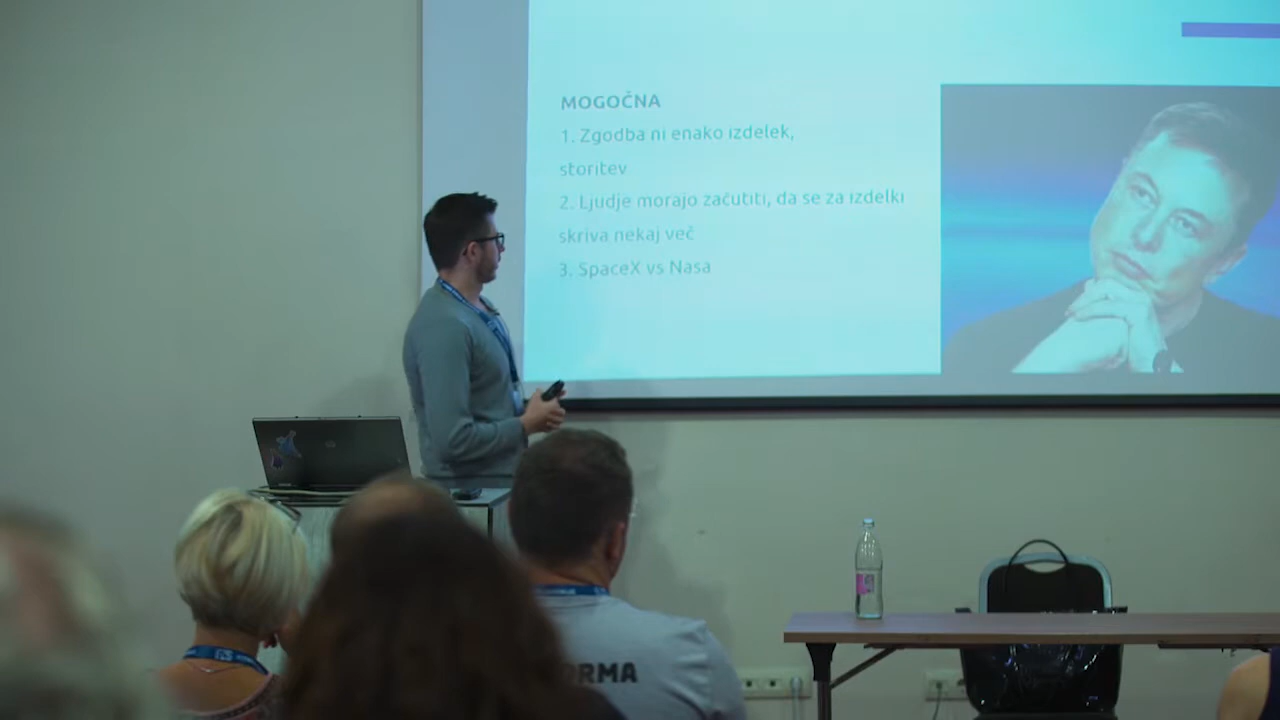 MOGOČNA
1. Zgodba ni enako izdelek,
storitev
2. Ljudje morajo začutiti, da se za izdelki
skriva nekaj več
3. SpaceX vs Nasa
ORMA